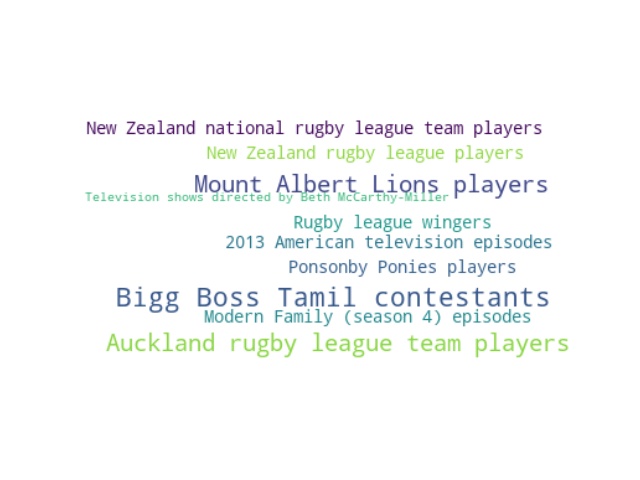 New Zealand national rugby league team players
New Zealand rugby league players
Mount Albert Lions players
Television shows directed by Beth McCarthy-Miller
Rugby league wingers
2013 American television episodes
Ponsonby Ponies players
Bigg Boss Tamil contestants
Modern Family (season 4) episodes
Auckland rugby league team players